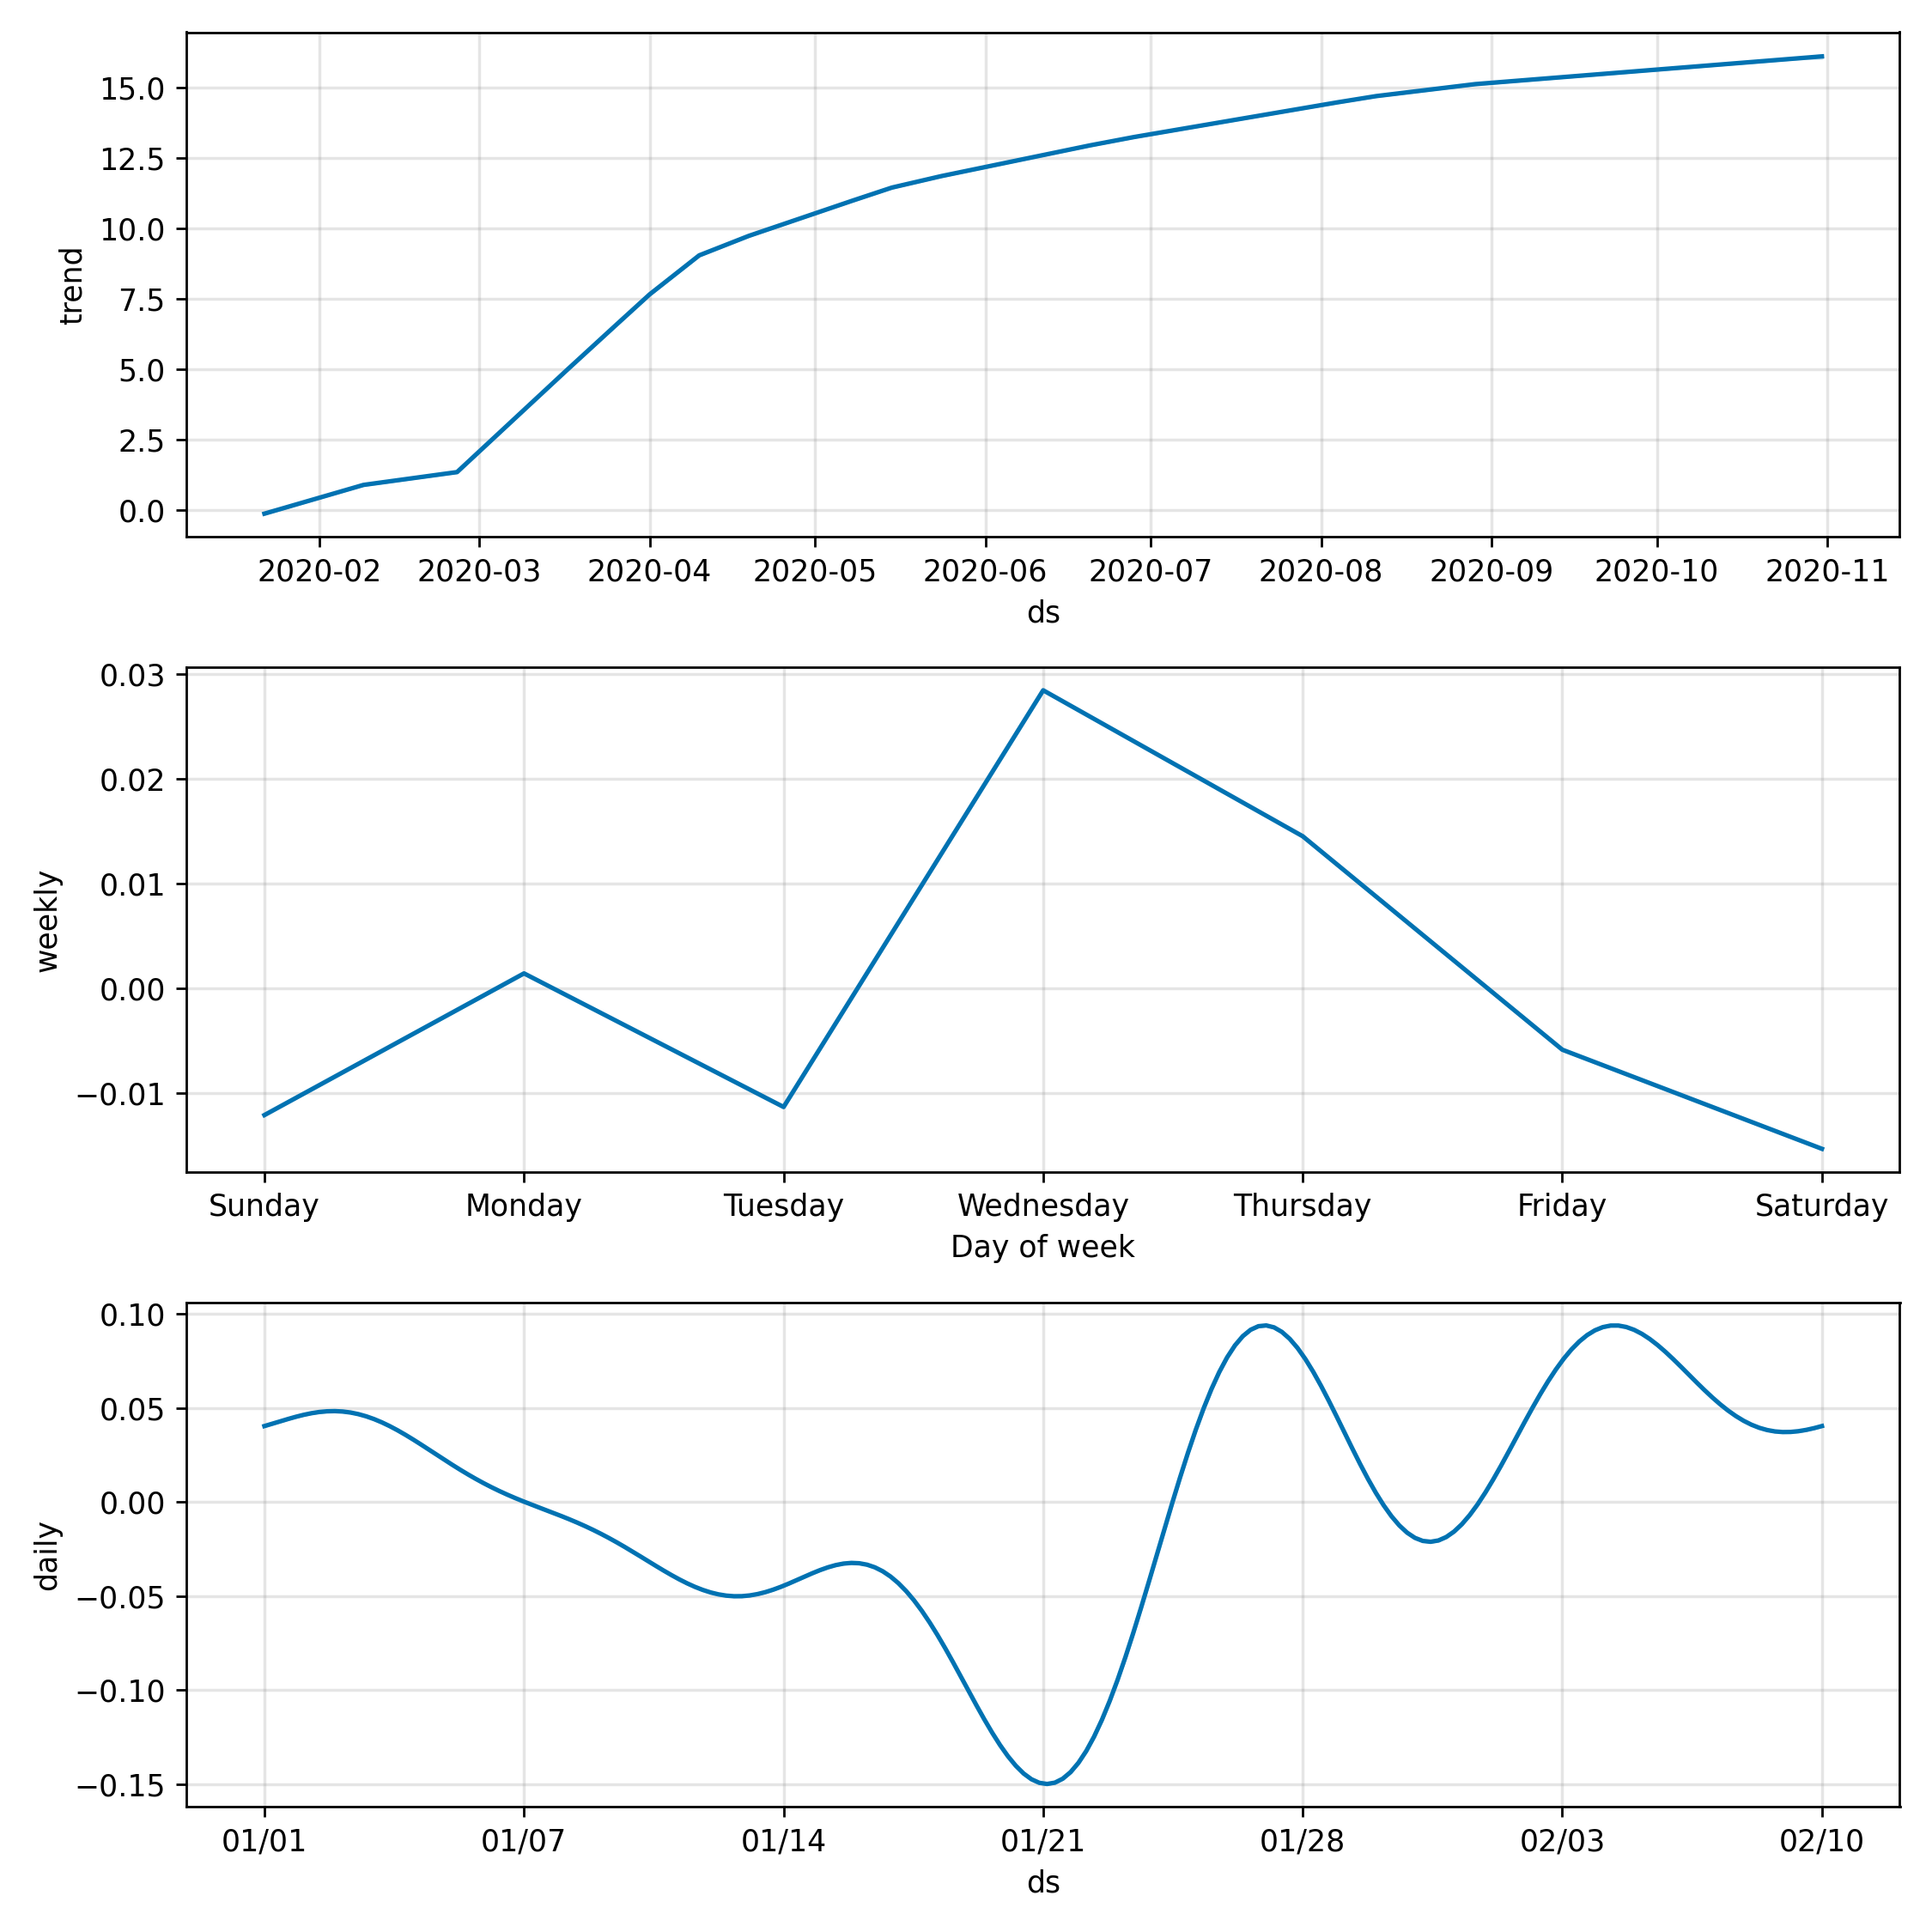 15.0
12.5
10.0
7.5
5.0
2.5
0.0
trend
2020-02 2020-03 2020-04 2020-05 2020-06 2020-07 2020-08 2020-09 2020-10 2020-11
ds
0.03
0.02
0.01
0.00
−0.01
weekly
Sunday Monday Tuesday Wednesday Thursday Friday Saturday
Day of week
0.10
0.05
0.00
−0.05
−0.10
−0.15
daily
01/01 01/07 01/14 01/21 01/28 02/03 02/10
ds